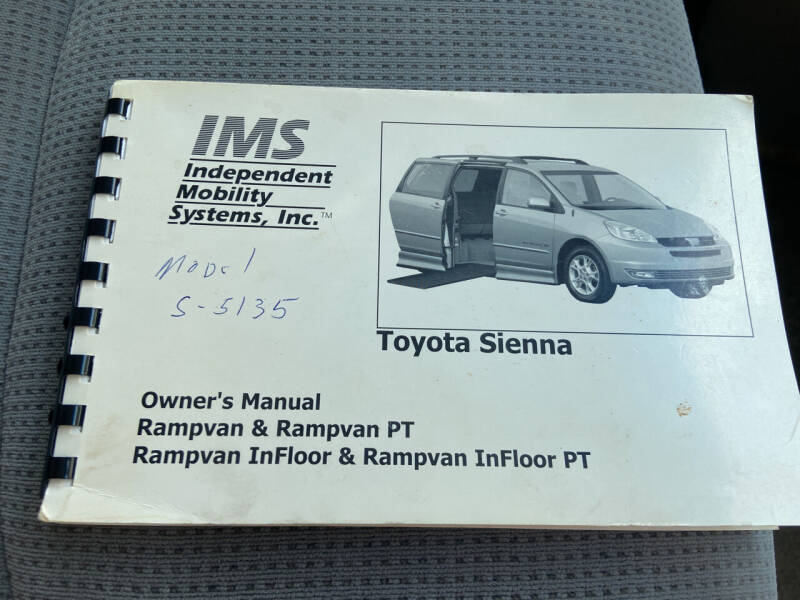 IMS
Independent
Mobility
Systems, Inc.™
Model
S-5135
Toyota Sienna
Owner's Manual
Rampvan & Rampvan PT
Rampvan InFloor & Rampvan InFloor PT